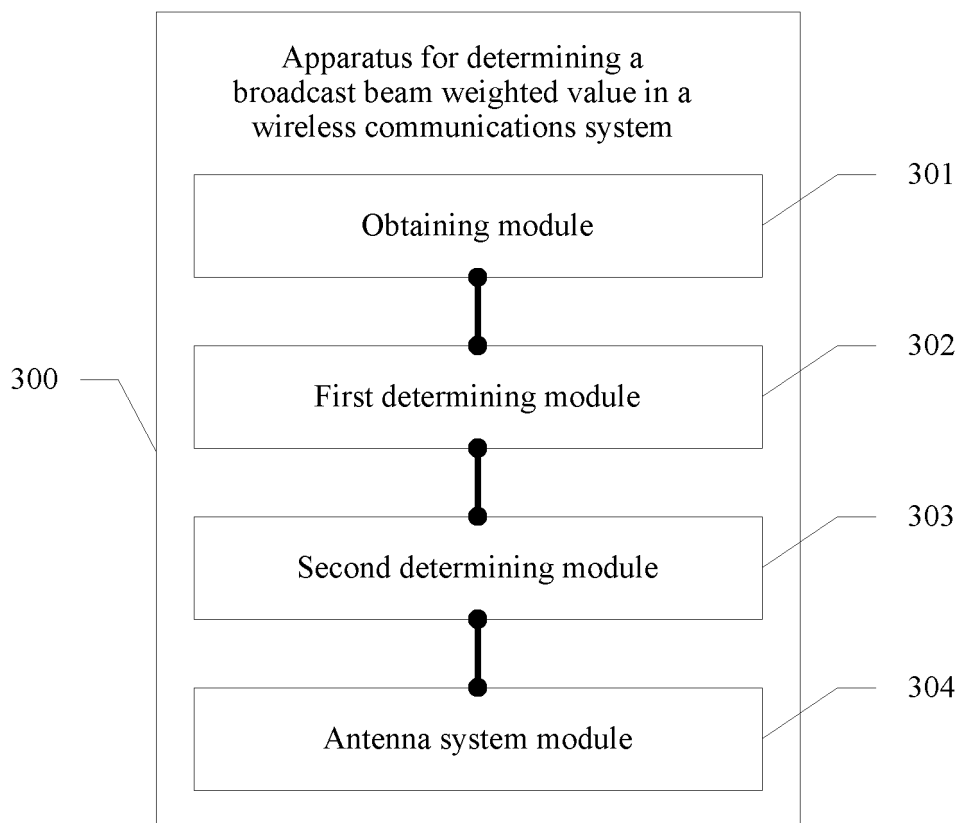 Apparatus for determining a
broadcast beam weighted value in a
wireless communications system
301
Obtaining module
302
First determining module
300
303
Second determining module
304
Antenna system module